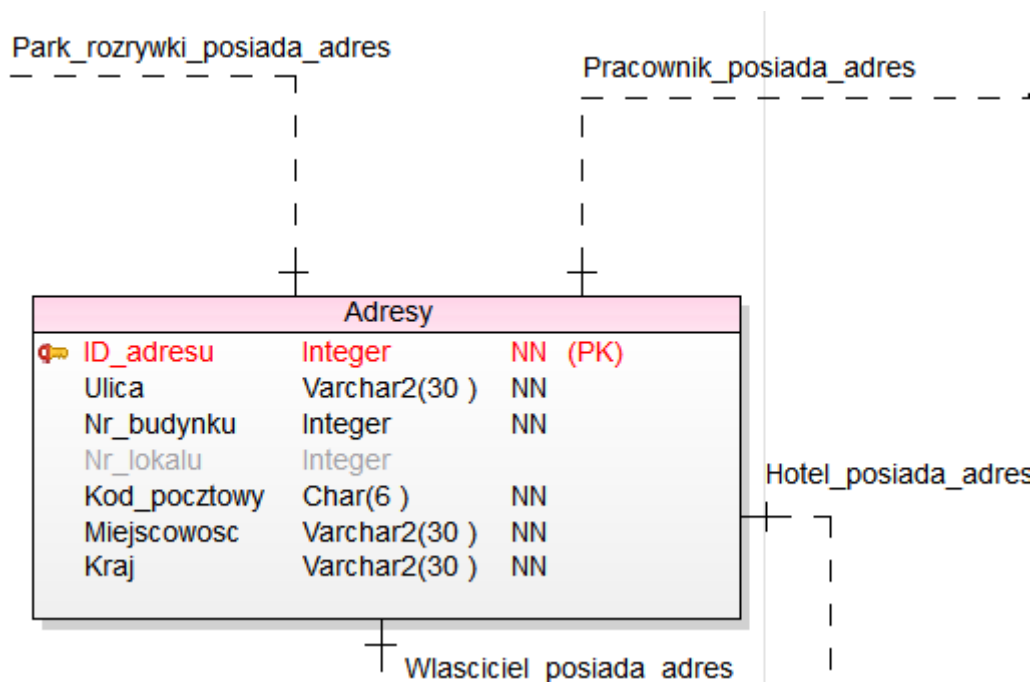 Park_rozrywki_posiada_adres
Pracownik_posiada_adres
Adresy
ID_adresu Integer NN (PK)
Ulica Varchar2(30 ) NN
Nr_budynku Integer NN
Nr_lokalu Integer
Kod_pocztowy Char(6 ) NN
Miejscowosc Varchar2(30 ) NN
Kraj Varchar2(30 ) NN
Hotel_posiada_adres
Wlasciciel_posiada_adres